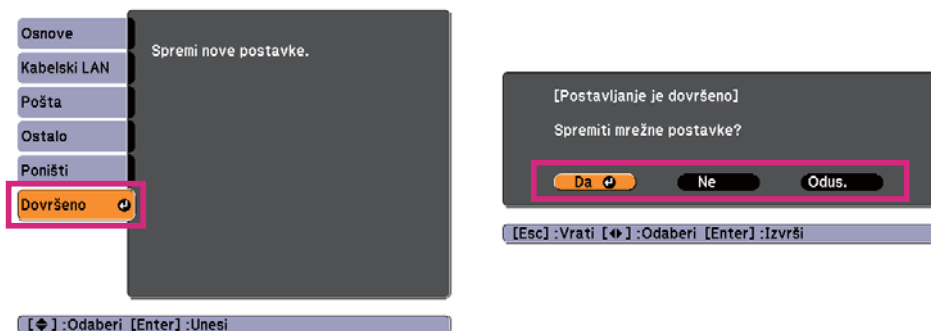 Osnove
Kabelski LAN
Pošta
Ostalo
Poništi
Dovršeno
Spremi nove postavke.
[ ] :Odaberi [Enter] :Unesi
[Postavljanje je dovršeno]
Spremiti mrežne postavke?
Da Ne Odus.
[Esc] :Vrati [ ] :Odaberi [Enter] :Izvrši